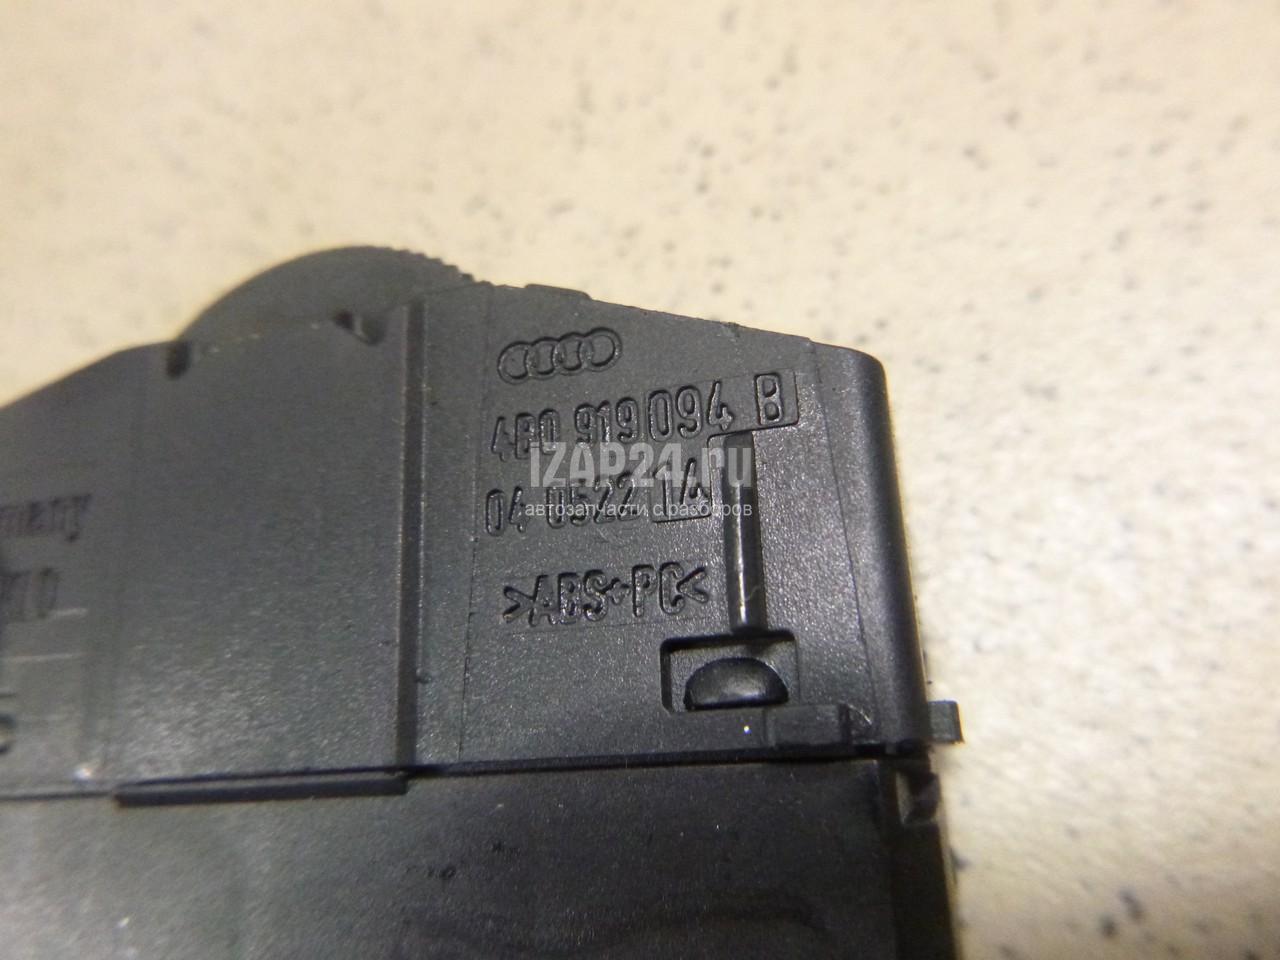 4B0 919 094 B
iZAP24.ru
04 0522 14
автозапчасти с разборов
>ABS+PC<